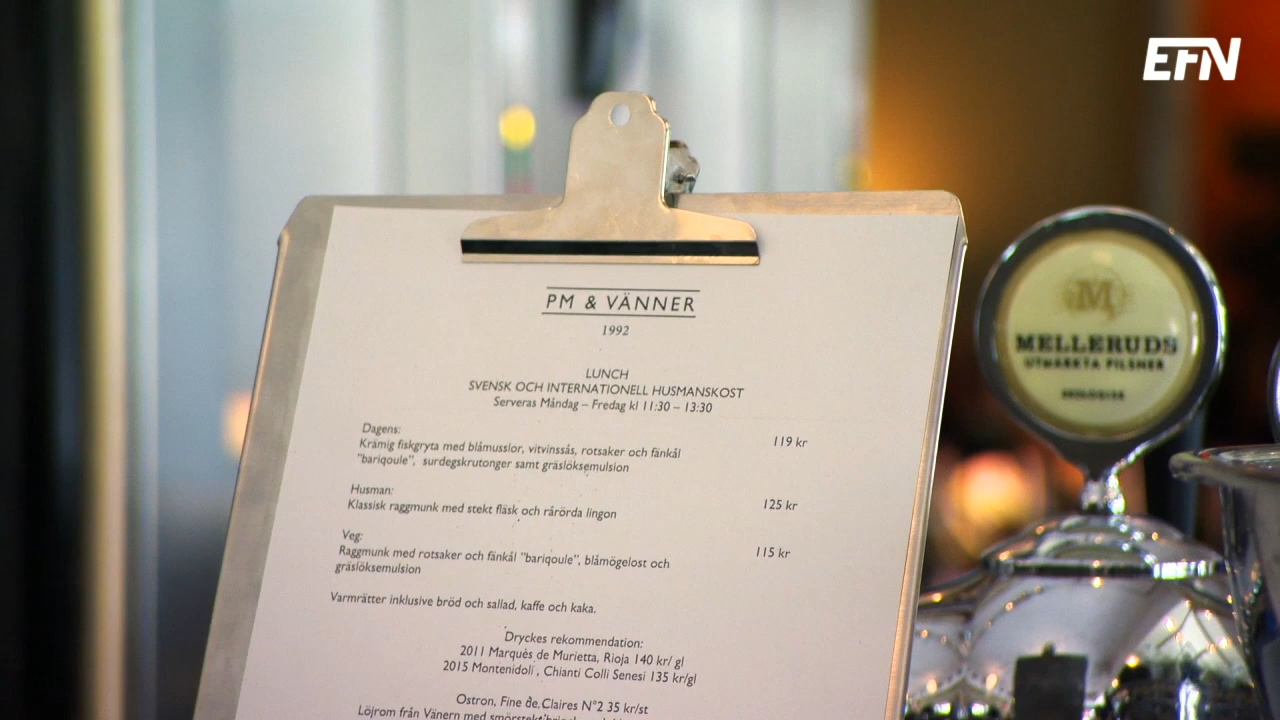 EFN
PM & VÄNNER
1992
LUNCH
SVENSK OCH INTERNATIONELL HUSMANSKOST
Serveras Måndag – Fredag kl 11:30 – 13:30
Dagens:
Krämig fiskgryta med blåmusslor, vitvinssås, rotsaker och fänkål 119 kr
"bariqoule", surdegskrutonger samt gräslöksemulsion
Husman:
Klassisk raggmunk med stekt fläsk och rårörda lingon 125 kr
Veg:
Raggmunk med rotsaker och fänkål "bariqoule", blåmögelost och 115 kr
gräslöksemulsion
Varmrätter inklusive bröd och sallad, kaffe och kaka.
Dryckes rekommendation:
2011 Marquès de Murietta, Rioja 140 kr/ gl
2015 Montenidoli, Chianti Colli Senesi 135 kr/gl
Ostron, Fine de Claires N°2 35 kr/st
Löjrom från Vänern med
M
MELLERUDS
UTMÄRKTA PILSNER
EKOLOGISK